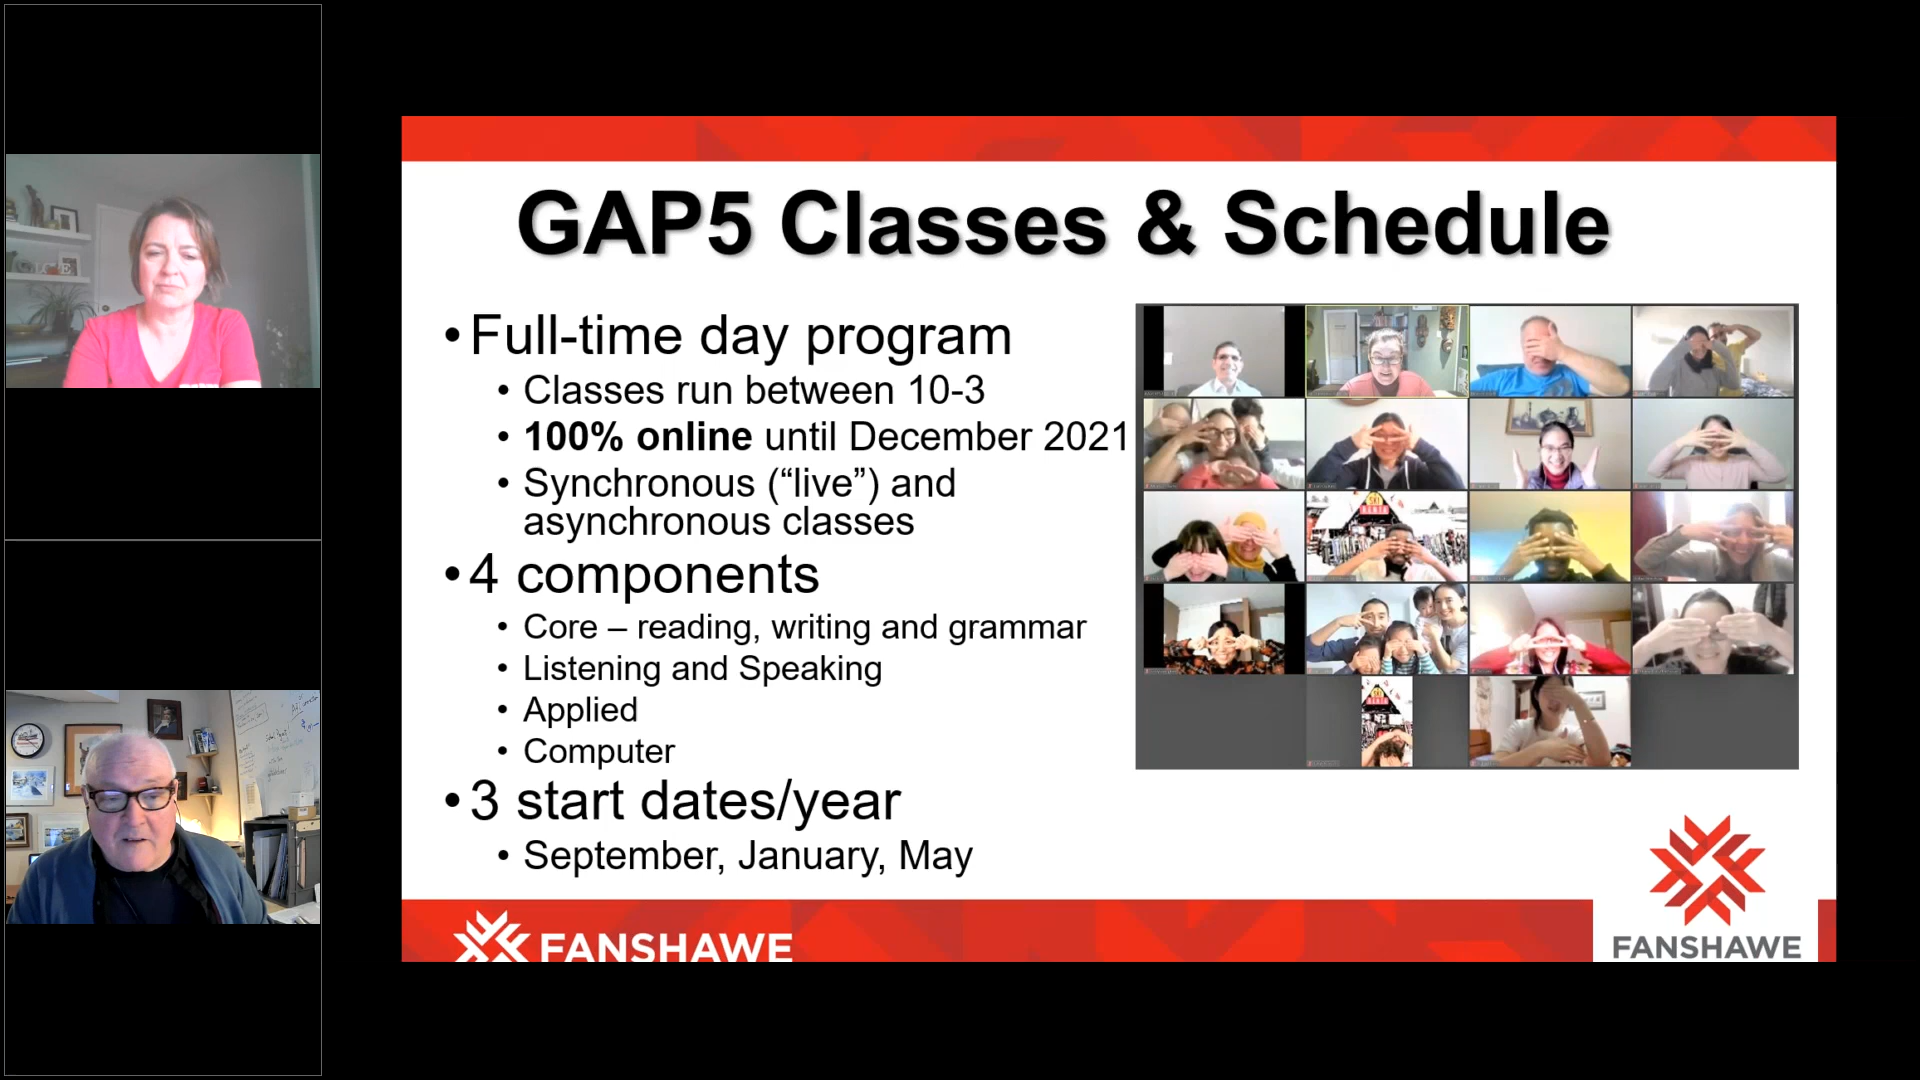 GAP5 Classes & Schedule
•Full-time day program
• Classes run between 10-3
• 100% online until December 2021
• Synchronous (“live”) and
asynchronous classes
•4 components
• Core – reading, writing and grammar
• Listening and Speaking
• Applied
• Computer
•3 start dates/year
• September, January, May
FANSHAWE
FANSHAWE